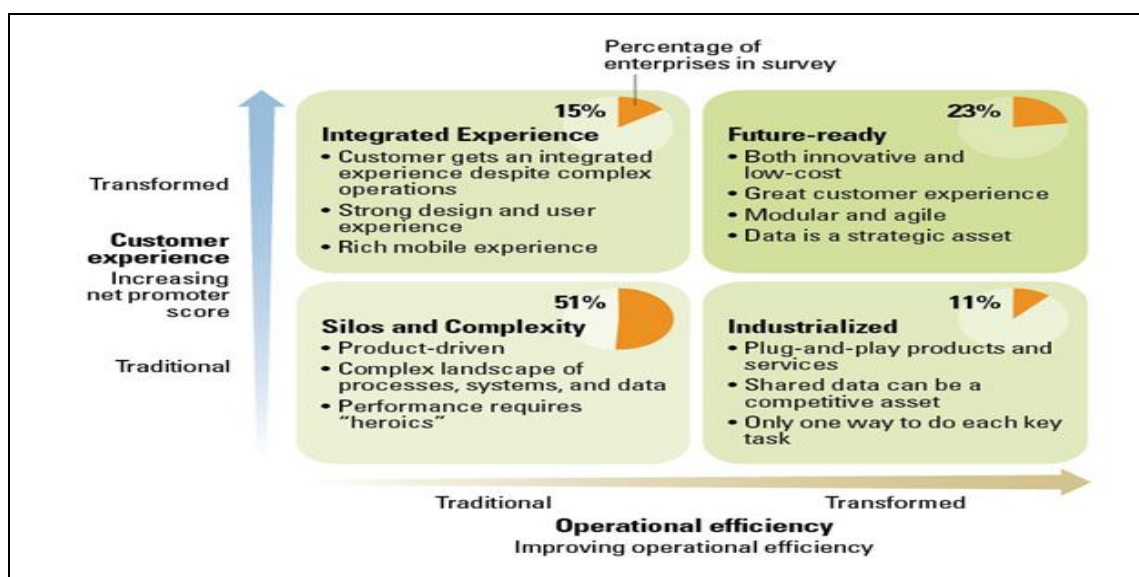 Percentage of
enterprises in survey
15%
Integrated Experience
• Customer gets an integrated
experience despite complex
operations
• Strong design and user
experience
• Rich mobile experience
23%
Future-ready
• Both innovative and
low-cost
• Great customer experience
• Modular and agile
• Data is a strategic asset
Transformed
Customer
experience
Increasing
net promoter
score
Traditional
51%
Silos and Complexity
• Product-driven
• Complex landscape of
processes, systems, and data
• Performance requires
“heroics”
11%
Industrialized
• Plug-and-play products and
services
• Shared data can be a
competitive asset
• Only one way to do each key
task
Traditional
Transformed
Operational efficiency
Improving operational efficiency